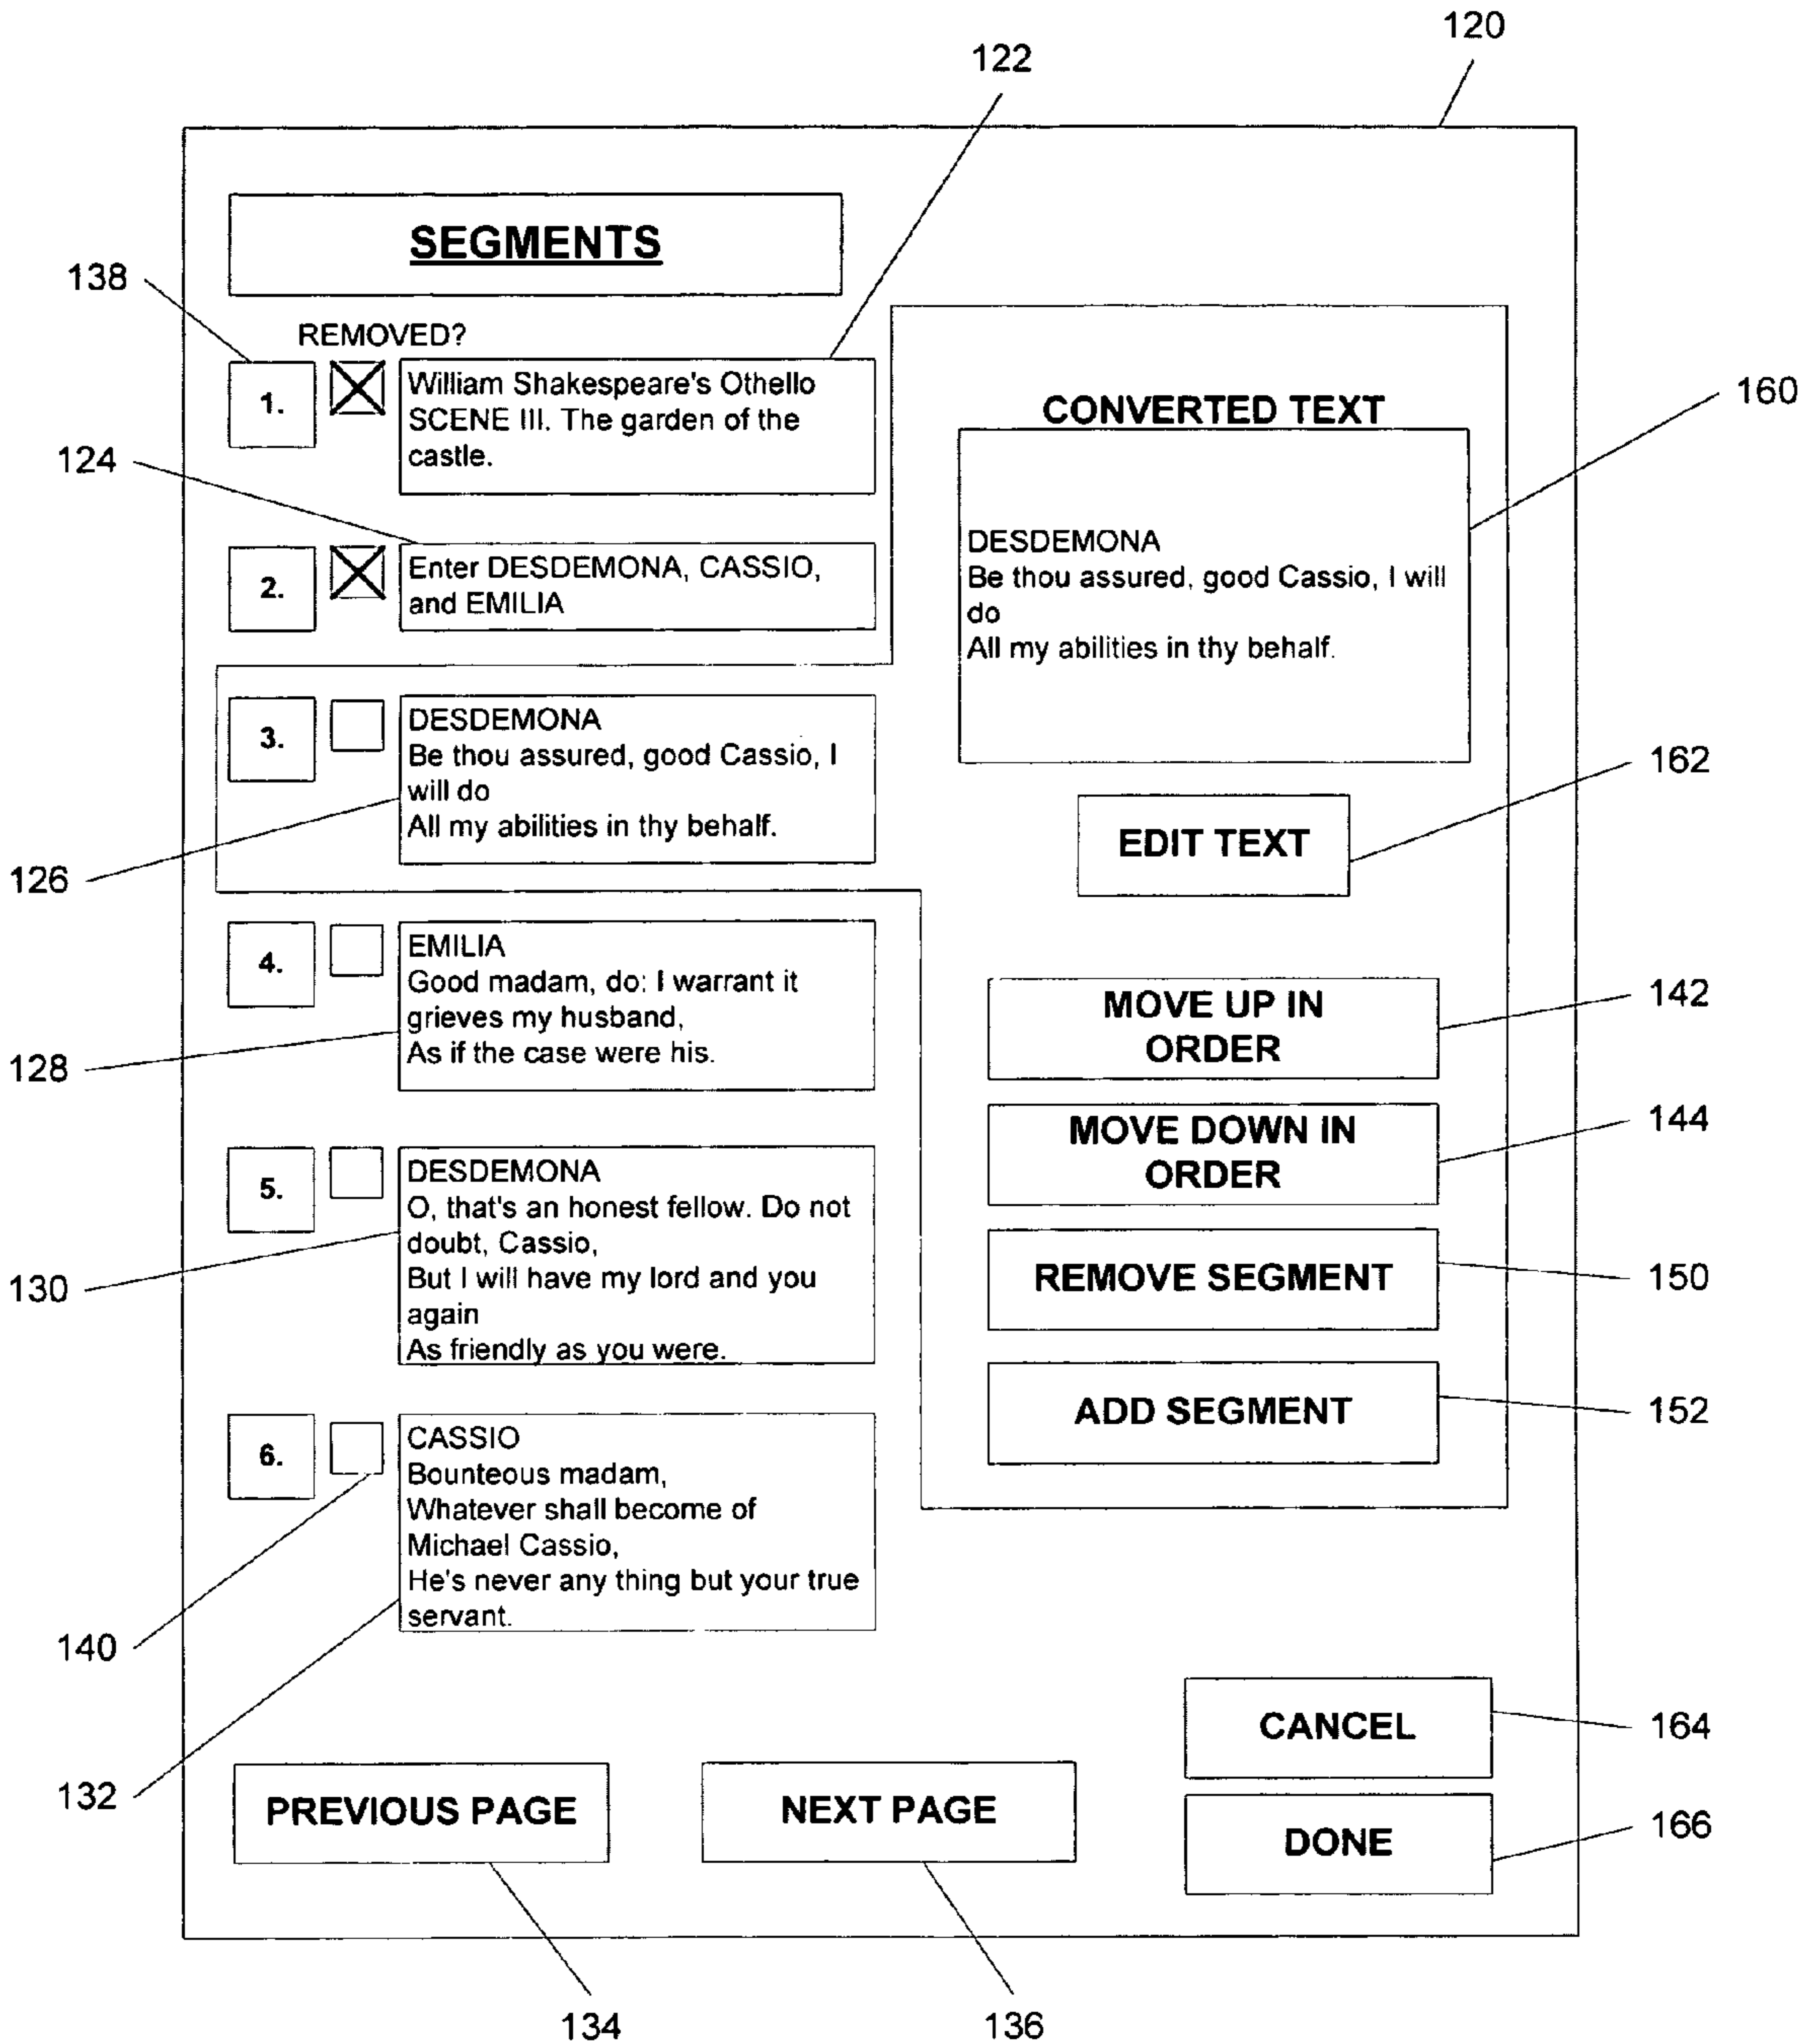 120
122
SEGMENTS
138
REMOVED?
1.
William Shakespeare's Othello
SCENE III. The garden of the
castle.
124
2.
Enter DESDEMONA, CASSIO,
and EMILIA
3.
DESDEMONA
Be thou assured, good Cassio, I
will do
All my abilities in thy behalf.
126
4.
EMILIA
Good madam, do: I warrant it
grieves my husband,
As if the case were his.
128
5.
DESDEMONA
O, that's an honest fellow. Do not
doubt, Cassio,
But I will have my lord and you
again
As friendly as you were.
130
6.
CASSIO
Bounteous madam,
Whatever shall become of
Michael Cassio,
He's never any thing but your true
servant.
140
132
CONVERTED TEXT
160
DESDEMONA
Be thou assured, good Cassio, I will
do
All my abilities in thy behalf.
162
EDIT TEXT
MOVE UP IN
ORDER
142
MOVE DOWN IN
ORDER
144
REMOVE SEGMENT
150
ADD SEGMENT
152
CANCEL
164
PREVIOUS PAGE
NEXT PAGE
DONE
166
134
136